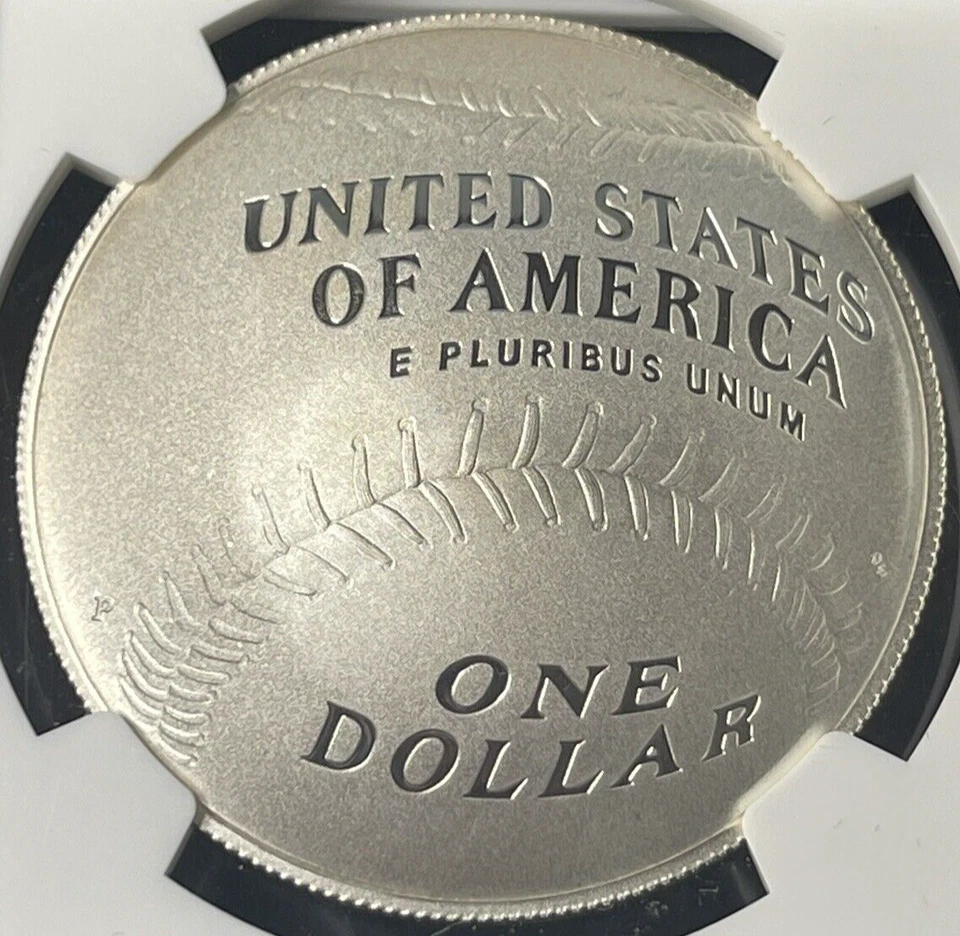 UNITED STATES
OF AMERICA
E PLURIBUS UNUM
P
ONE
DOLLAR